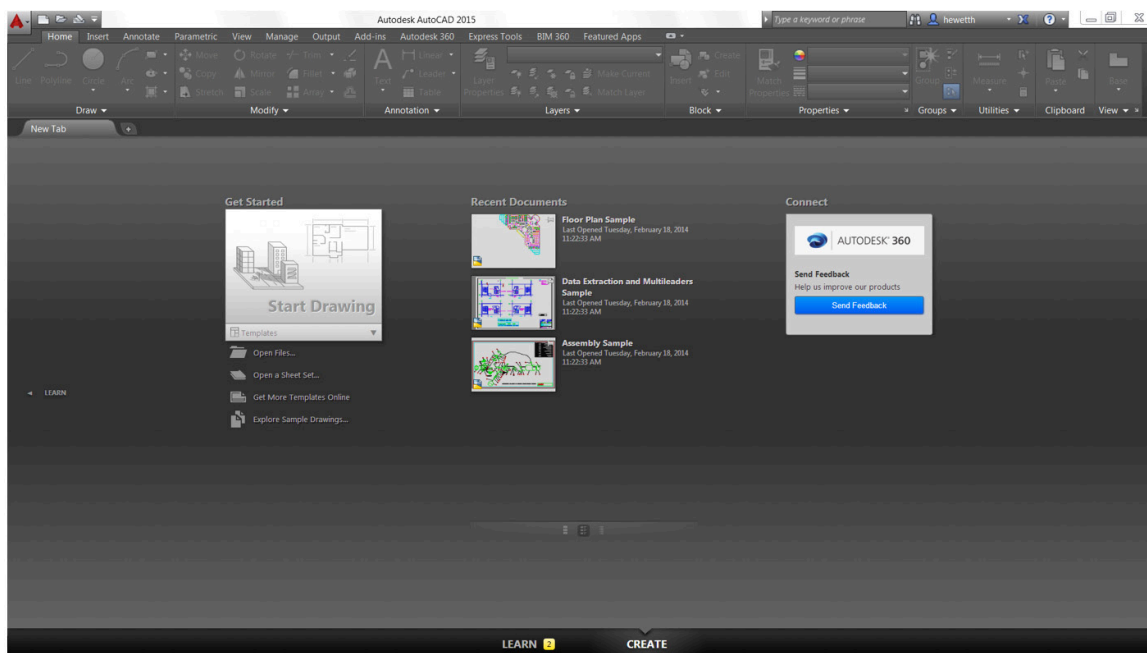 Autodesk AutoCAD 2015
Type a keyword or phrase
hewetth
Home Insert Annotate Parametric View Manage Output Add-ins Autodesk 360 Express Tools BIM 360 Featured Apps
Line Polyline Circle Arc
Move Rotate Trim
Copy Mirror Fillet
Stretch Scale Array
Text
Linear
Leader
Table
Layer
Properties
Make Current
Match Layer
Insert
Create
Edit
Match
Properties
Group
Measure
Paste
Base
Draw Modify Annotation Layers Block Properties Groups Utilities Clipboard View
New Tab
Get Started
Start Drawing
Templates
Open Files...
Open a Sheet Set...
Get More Templates Online
Explore Sample Drawings...
Recent Documents
Floor Plan Sample
Last Opened Tuesday, February 18, 2014
11:22:33 AM
Data Extraction and Multileaders
Sample
Last Opened Tuesday, February 18, 2014
11:22:33 AM
Assembly Sample
Last Opened Tuesday, February 18, 2014
11:22:33 AM
Connect
AUTODESK® 360
Send Feedback
Help us improve our products
Send Feedback
LEARN
LEARN 2 CREATE